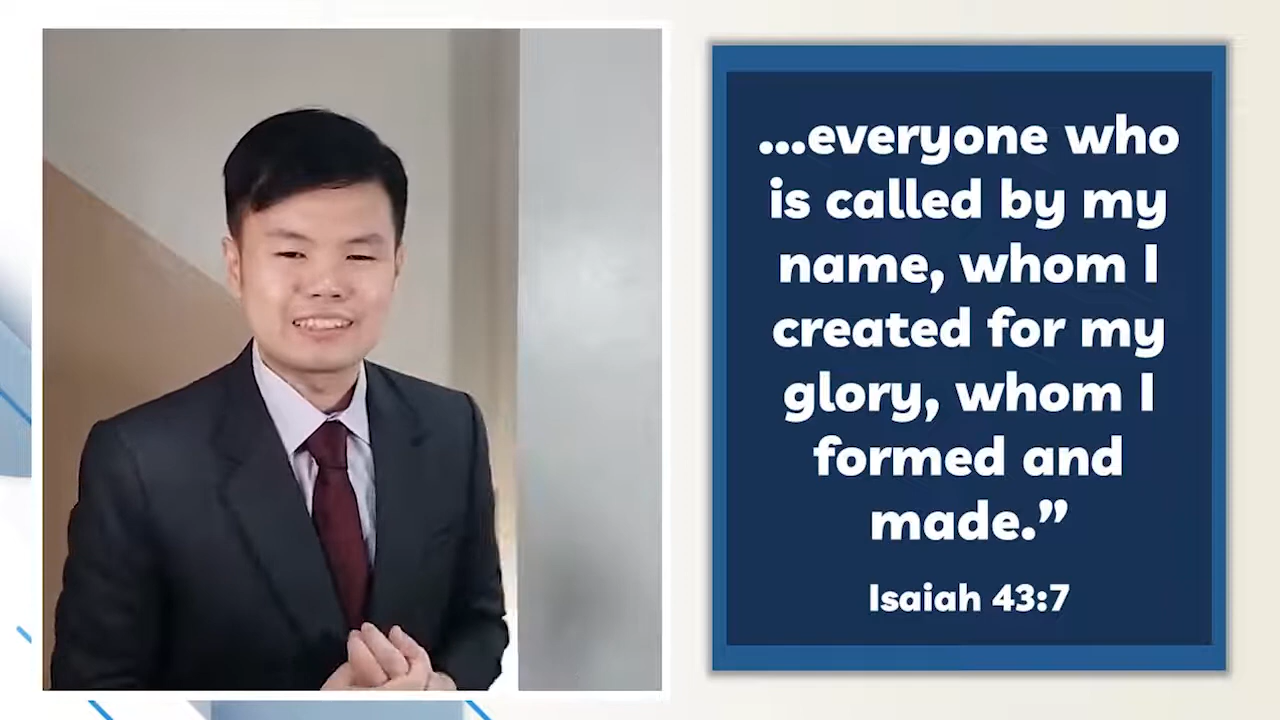 ...everyone who
is called by my
name, whom I
created for my
glory, whom I
formed and
made.”
Isaiah 43:7